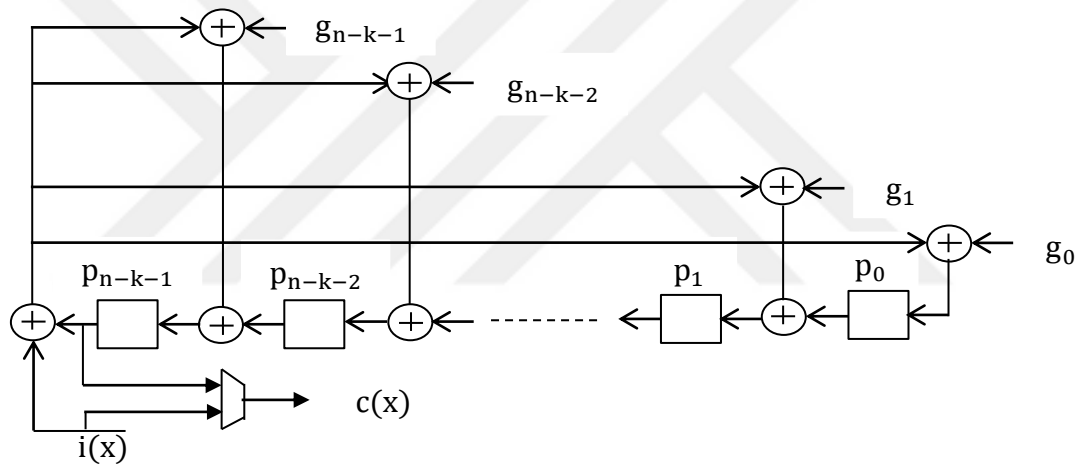 g_{n-k-1}
g_{n-k-2}
g_1
g_0
p_{n-k-1} p_{n-k-2} p_1 p_0
c(x)
i(x)